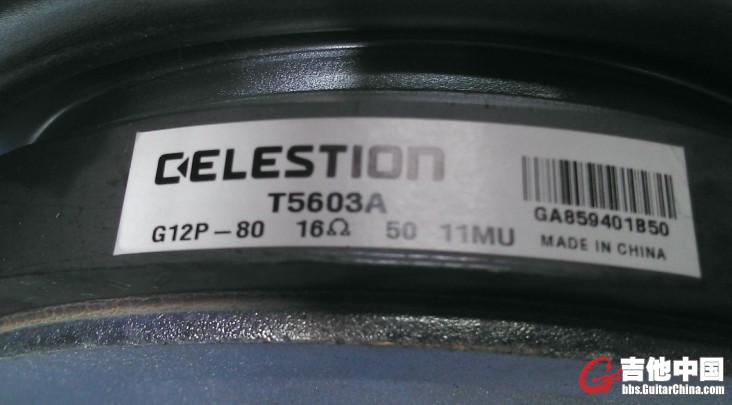 CELESTION
T5603A
G12P-80 16Ω 50 11MU
GA859401850
MADE IN CHINA
吉他中国
bbs.GuitarChina.com